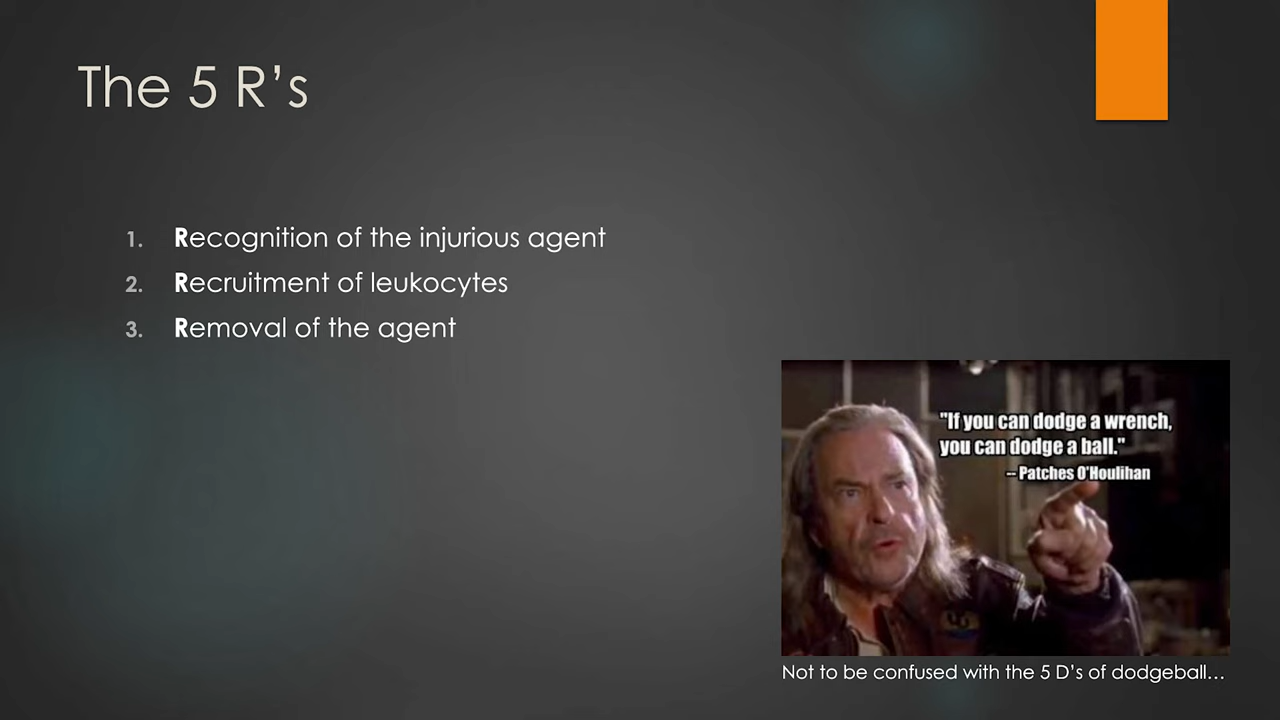 The 5 R’s
1. Recognition of the injurious agent
2. Recruitment of leukocytes
3. Removal of the agent
"If you can dodge a wrench,
you can dodge a ball."
-- Patches O'Houlihan
Not to be confused with the 5 D’s of dodgeball…